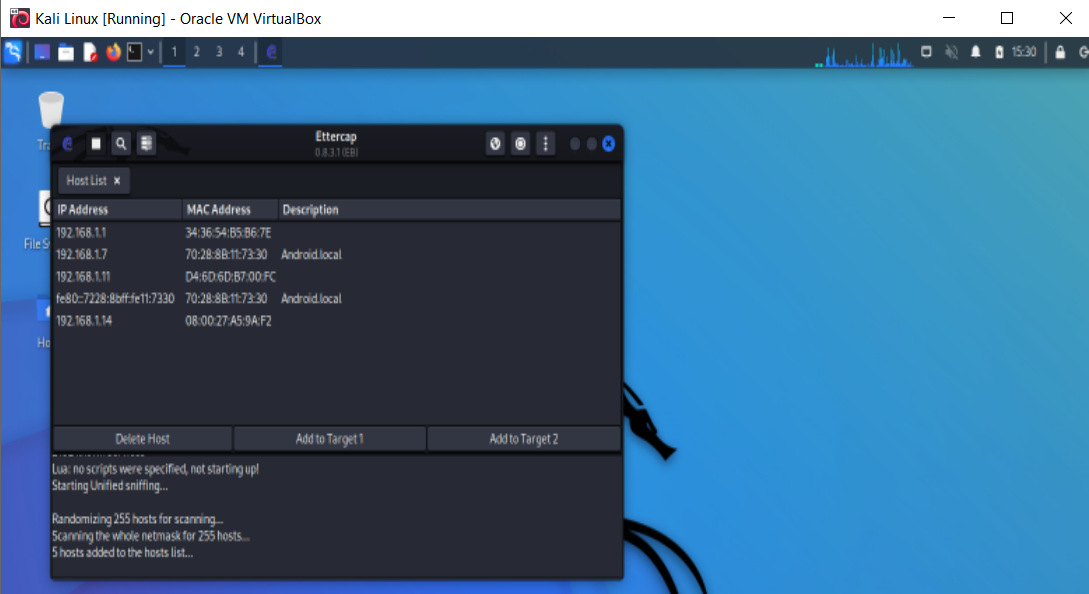 Kali Linux [Running] - Oracle VM VirtualBox
1 2 3 4 15:30
Ettercap
0.8.3.1 (EB)
Host List ×
IP Address MAC Address Description
192.168.1.1 34:36:54:B5:B6:7E
192.168.1.7 70:28:8B:11:73:30 Android.local
192.168.1.11 D4:6D:6D:B7:00:FC
fe80::7228:8bff:fe11:7330 70:28:8B:11:73:30 Android.local
192.168.1.14 08:00:27:A5:9A:F2
Delete Host Add to Target 1 Add to Target 2
Lua: no scripts were specified, not starting up!
Starting Unified sniffing...
Randomizing 255 hosts for scanning...
Scanning the whole netmask for 255 hosts...
5 hosts added to the hosts list...
Tra
File S
Ho